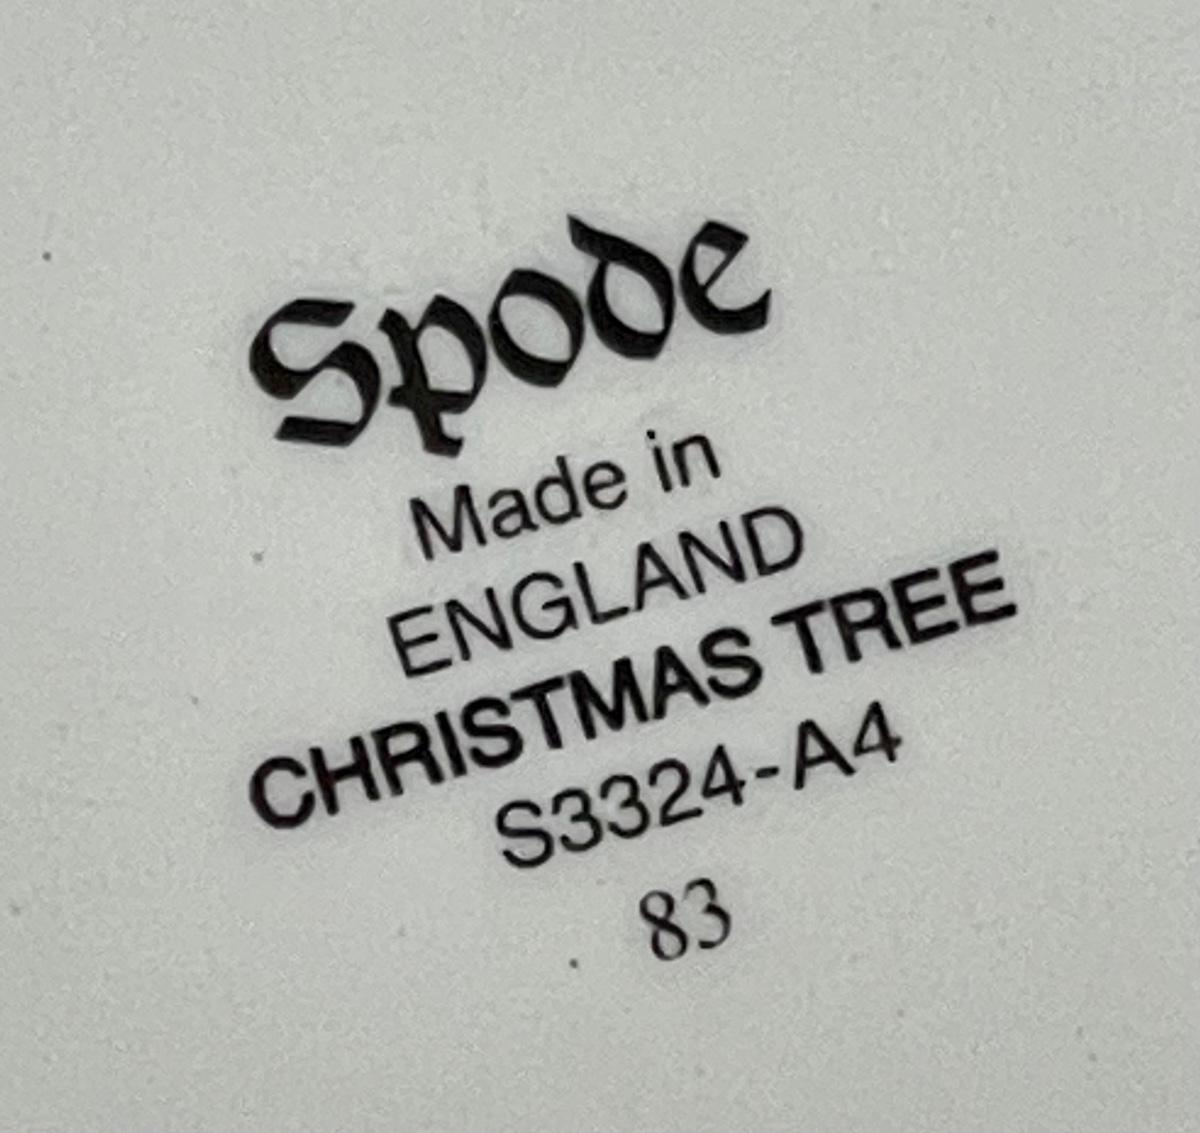 Spode
Made in
ENGLAND
CHRISTMAS TREE
S3324-A4
83